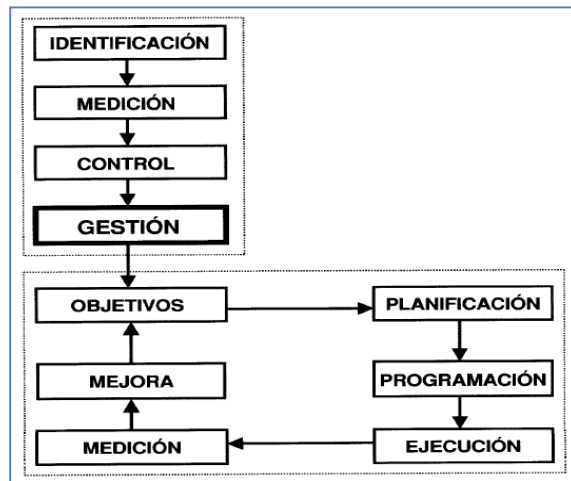 IDENTIFICACIÓN
MEDICIÓN
CONTROL
GESTIÓN
OBJETIVOS
PLANIFICACIÓN
MEJORA
PROGRAMACIÓN
MEDICIÓN
EJECUCIÓN